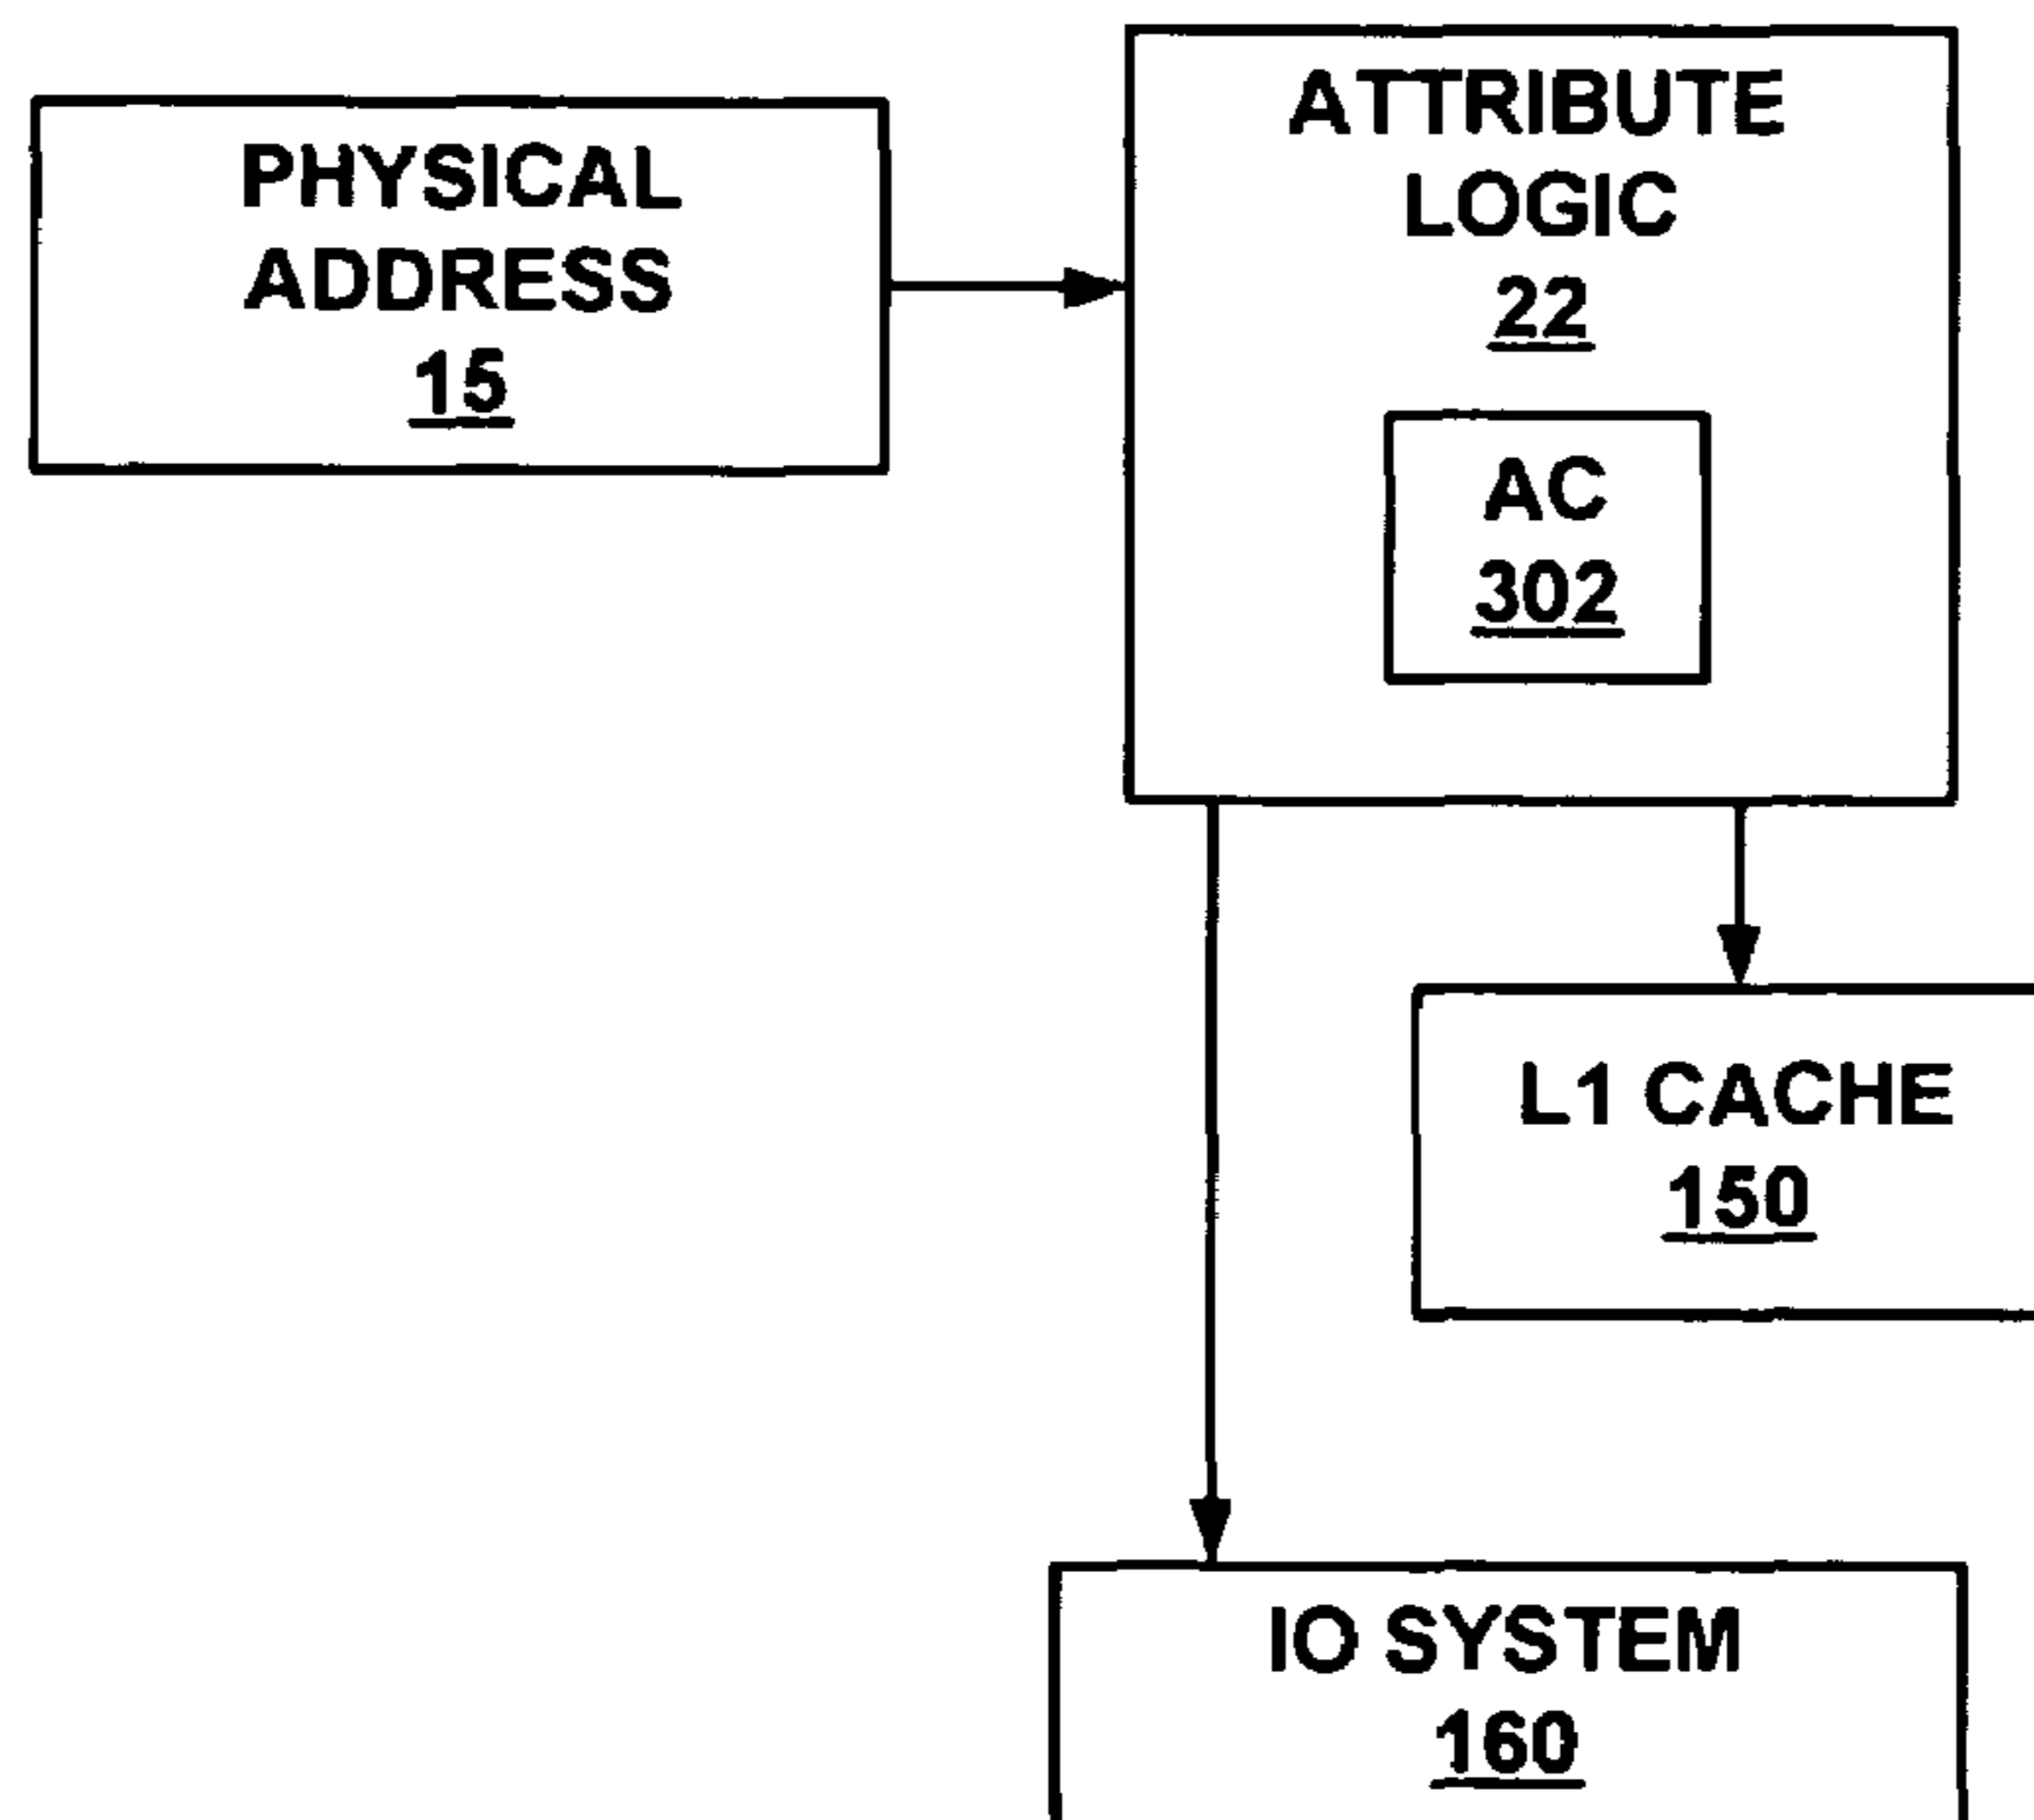 PHYSICAL
ADDRESS
15
ATTRIBUTE
LOGIC
22
AC
302
L1 CACHE
150
IO SYSTEM
160